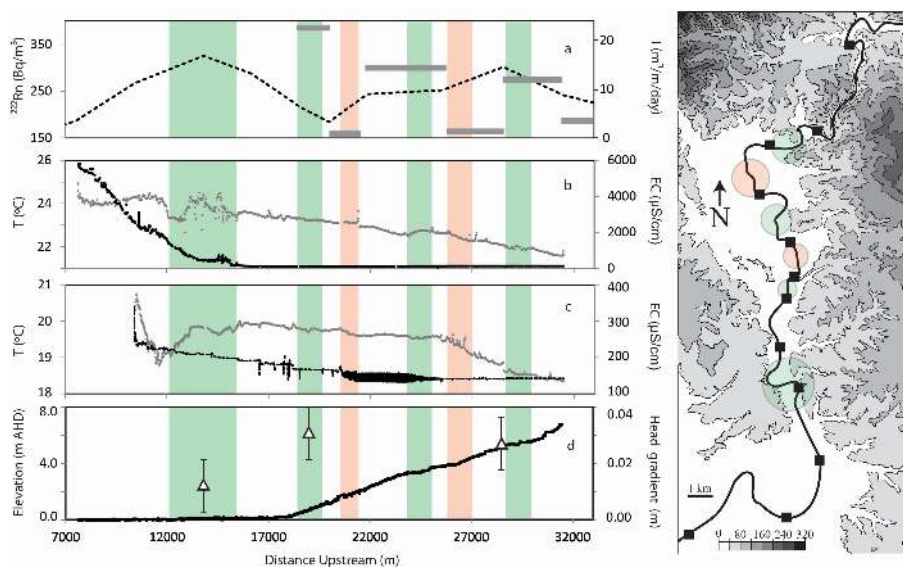 350
250
150
²²²Rn (Bq/m³)
a
20
10
0
I (m³/m/day)
26
24
22
21
T (ºC)
b
6000
4000
2000
0
EC (µS/cm)
21
20
19
18
T (ºC)
c
400
300
200
100
EC (µS/cm)
8.0
4.0
0.0
Elevation (m AHD)
d
0.04
0.02
0.00
Head gradient (m)
7000 12000 17000 22000 27000 32000
Distance Upstream (m)
N
1 km
0 80 160 240 320